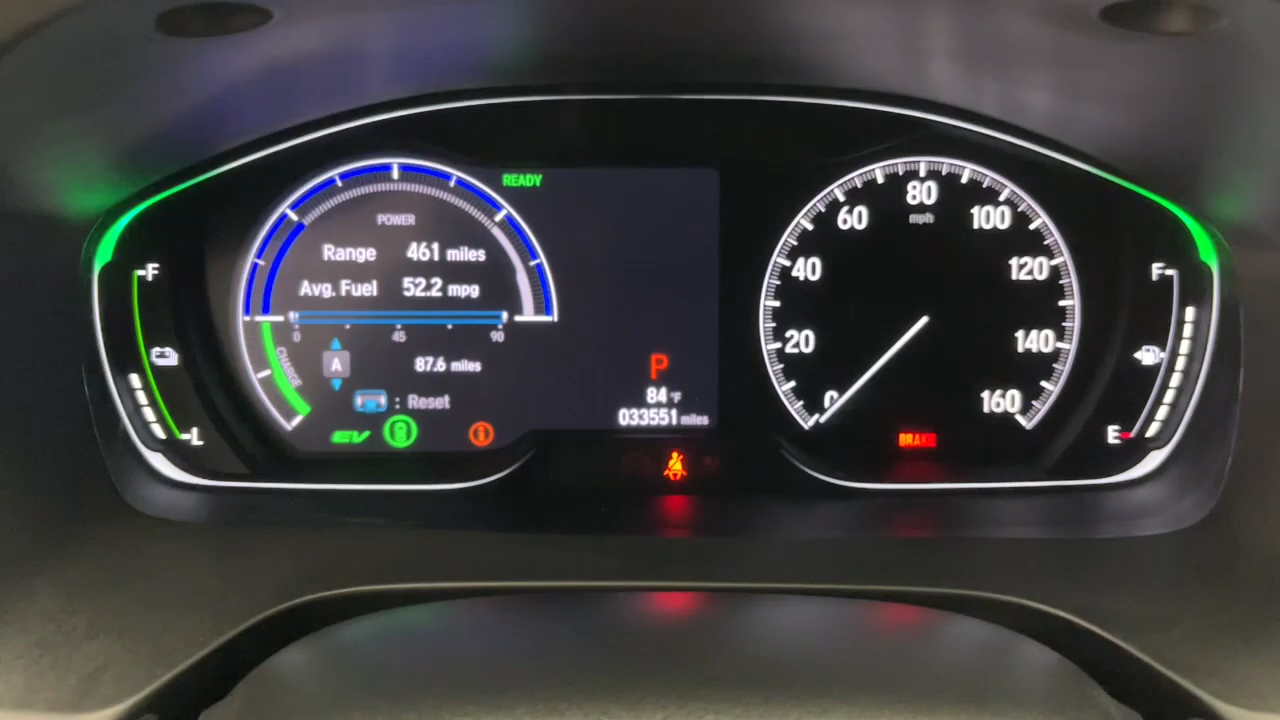 READY
POWER
Range 461 miles
Avg. Fuel 52.2 mpg
0 45 90
CHARGE
A 87.6 miles
: Reset
EV
F
L
P
84 °F
033551 miles
0 20 40 60 80 100 120 140 160
mph
BRAKE
F
E